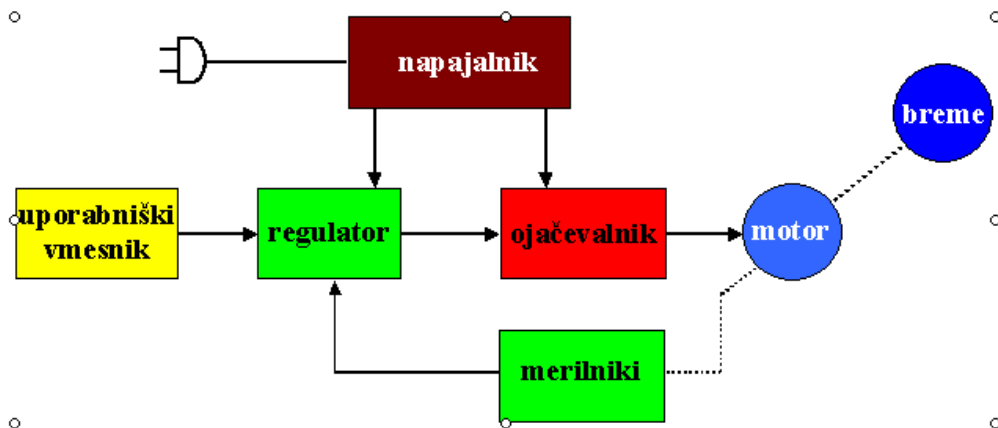 napajalnik
breme
uporabniški
vmesnik
regulator
ojačevalnik
motor
merilniki